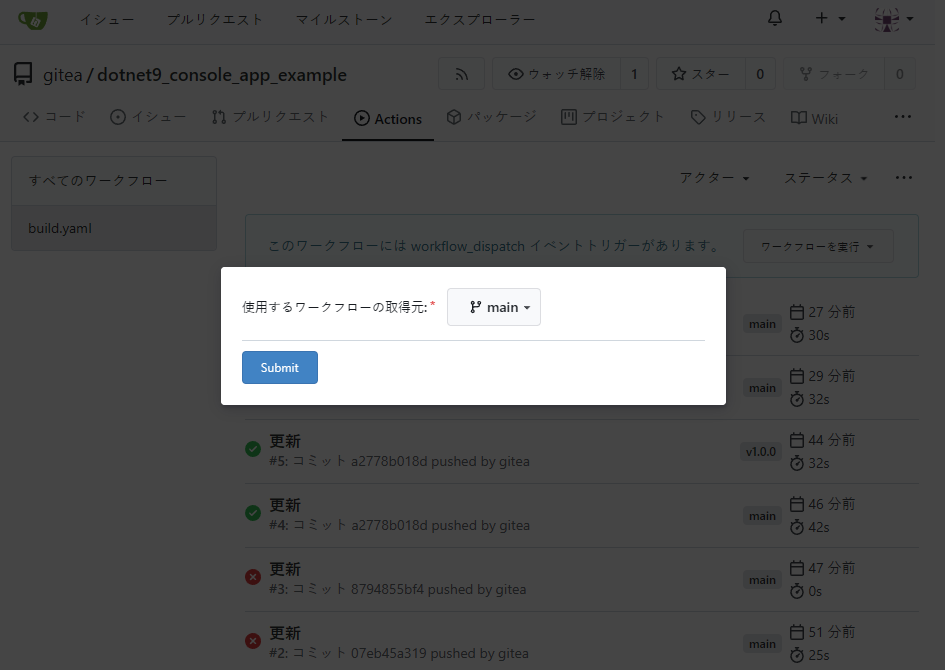 イシュー プルリクエスト マイルストーン エクスプローラー
gitea / dotnet9_console_app_example ウォッチ解除 1 スター 0 フォーク 0
コード イシュー プルリクエスト Actions パッケージ プロジェクト リリース Wiki
すべてのワークフロー アクター ステータス
build.yaml
このワークフローには workflow_dispatch イベントトリガーがあります。 ワークフローを実行
使用するワークフローの取得元:* main
Submit
main 27 分前
30s
main 29 分前
32s
更新 v1.0.0 44 分前
#5: コミット a2778b018d pushed by gitea 32s
更新 main 46 分前
#4: コミット a2778b018d pushed by gitea 42s
更新 main 47 分前
#3: コミット 8794855bf4 pushed by gitea 0s
更新 main 51 分前
#2: コミット 07eb45a319 pushed by gitea 25s